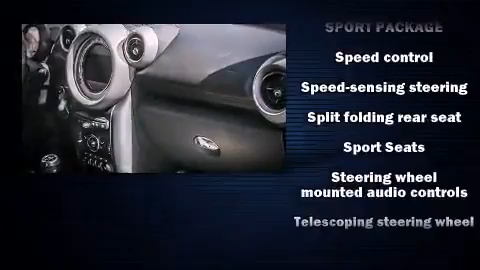 SPORT PACKAGE
Speed control
Speed-sensing steering
Split folding rear seat
Sport Seats
Steering wheel
mounted audio controls
Telescoping steering wheel